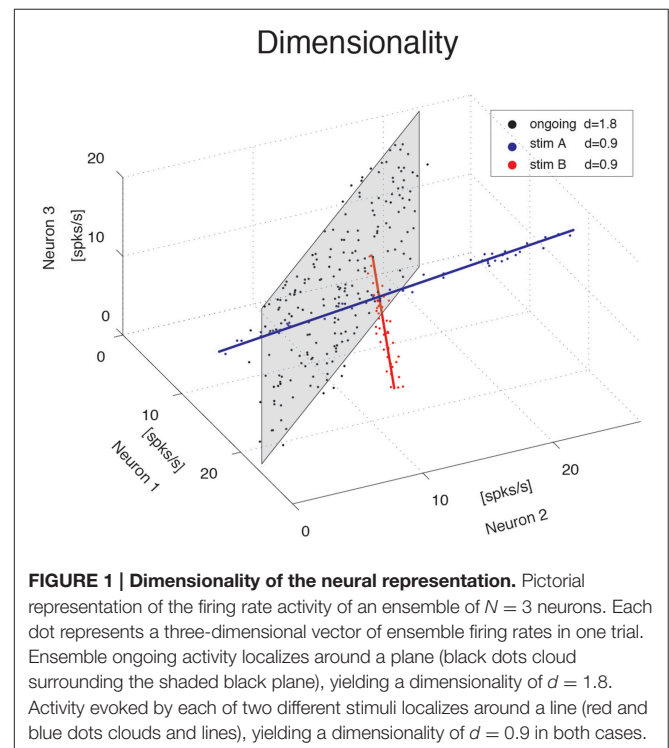 Dimensionality
ongoing d=1.8
stim A d=0.9
stim B d=0.9
20
10
0
Neuron 3
[spks/s]
0
10
20
[spks/s]
Neuron 1
0
10
20
[spks/s]
Neuron 2
FIGURE 1 | Dimensionality of the neural representation. Pictorial
representation of the firing rate activity of an ensemble of N = 3 neurons. Each
dot represents a three-dimensional vector of ensemble firing rates in one trial.
Ensemble ongoing activity localizes around a plane (black dots cloud
surrounding the shaded black plane), yielding a dimensionality of d = 1.8.
Activity evoked by each of two different stimuli localizes around a line (red and
blue dots clouds and lines), yielding a dimensionality of d = 0.9 in both cases.